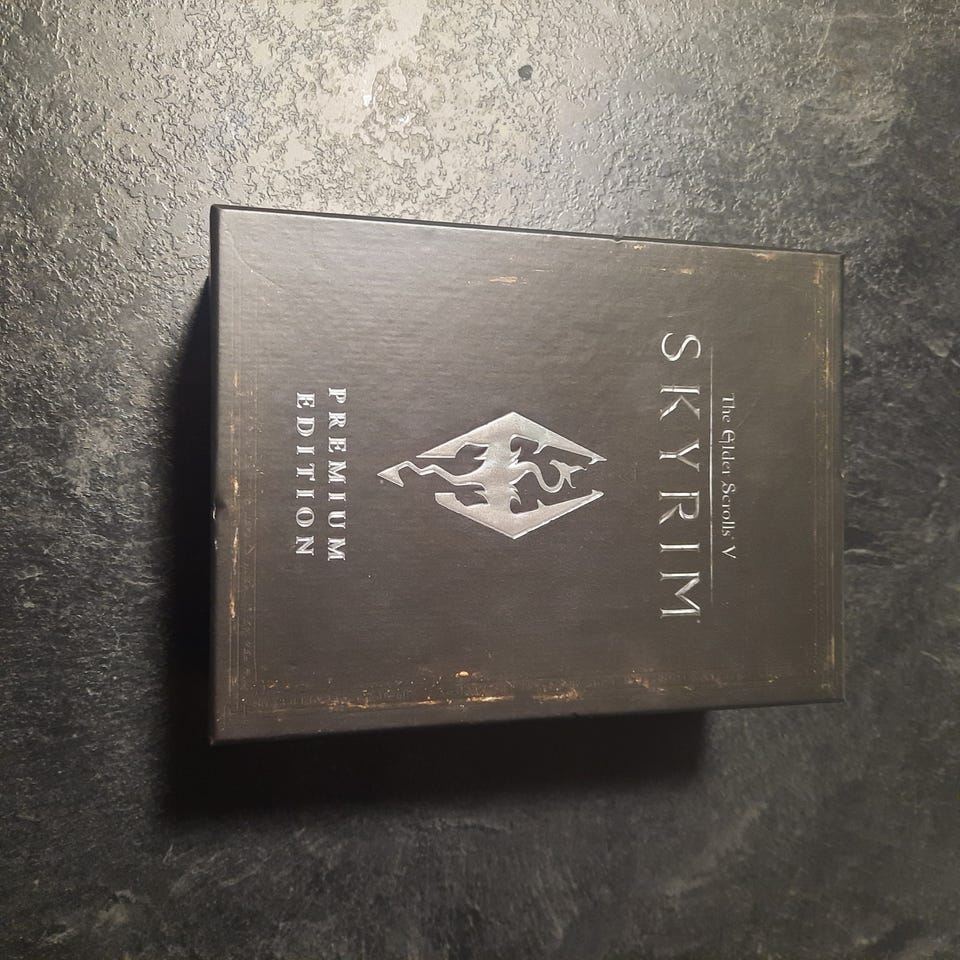 The Elder Scrolls V
SKYRIM
PREMIUM
EDITION